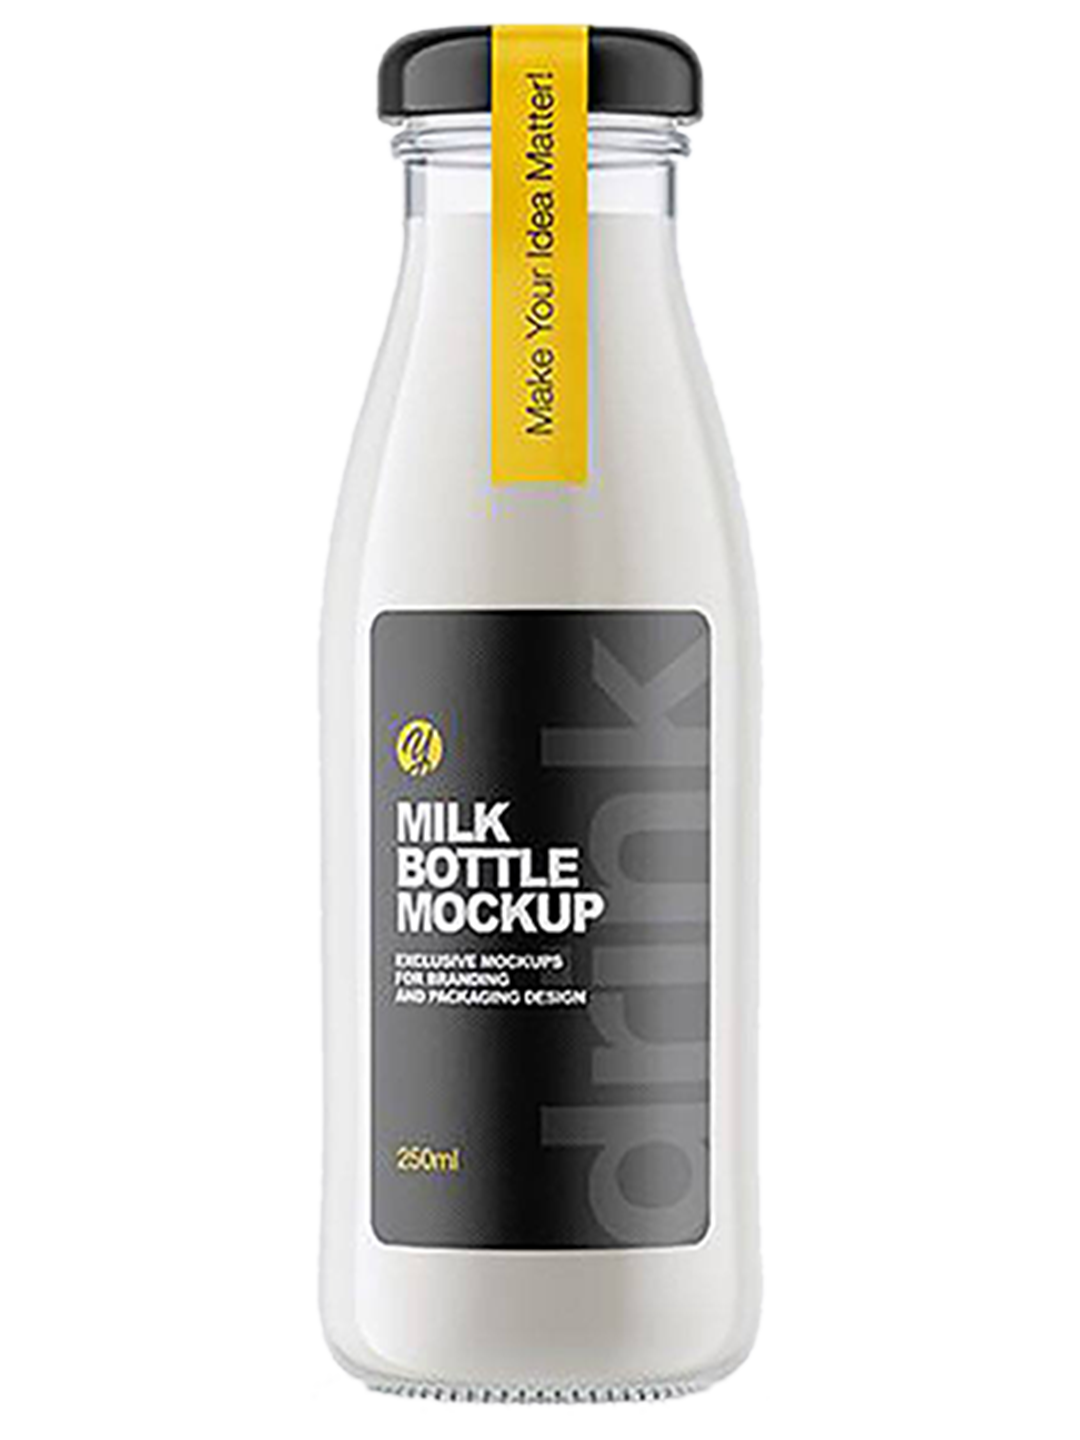 Make Your Idea Matter!
drink
MILK
BOTTLE
MOCKUP
EXCLUSIVE MOCKUPS
FOR BRANDING
AND PACKAGING DESIGN
250ml